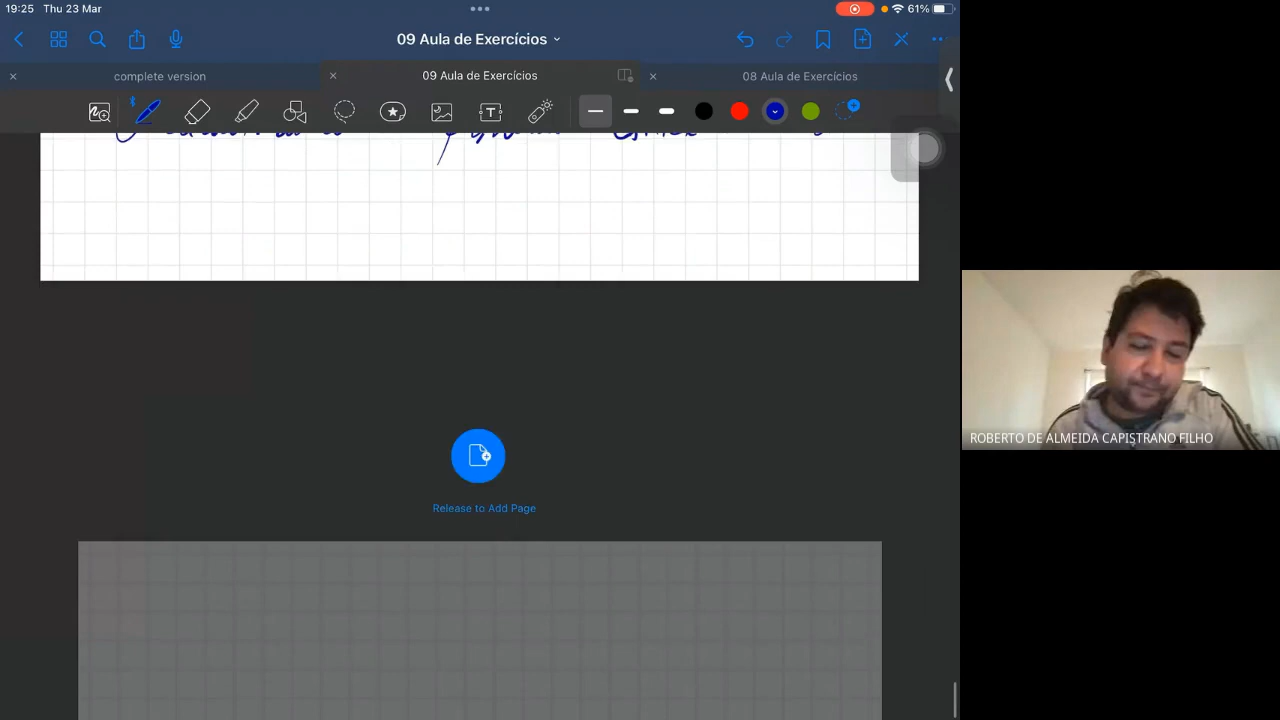 19:25 Thu 23 Mar
61%
09 Aula de Exercícios
complete version
09 Aula de Exercícios
08 Aula de Exercícios
T
Release to Add Page
ROBERTO DE ALMEIDA CAPISTRANO FILHO